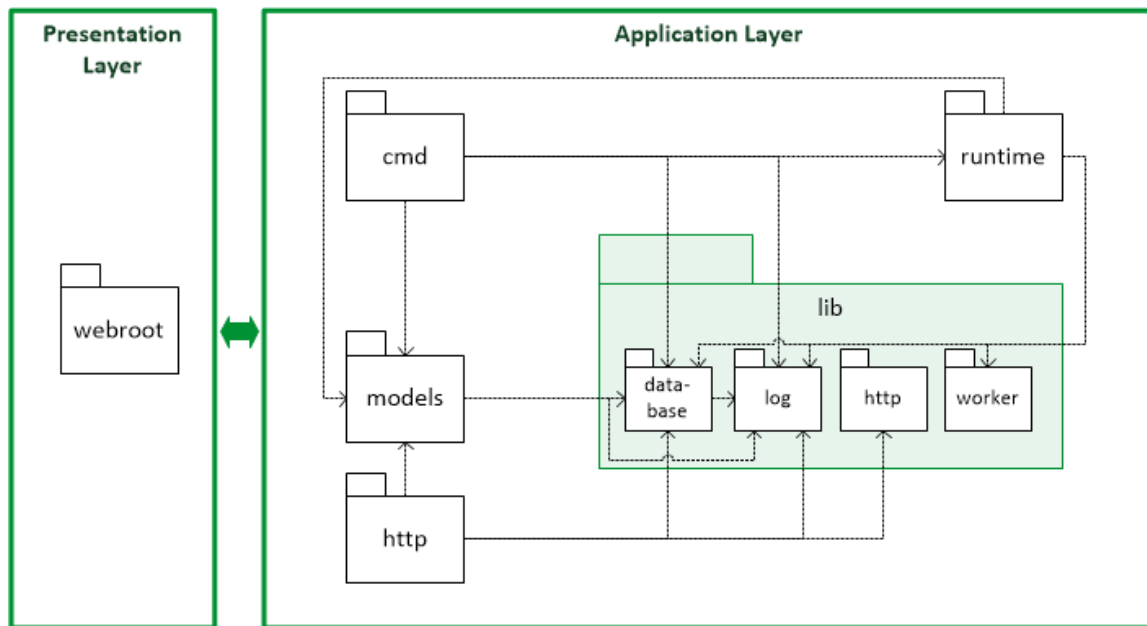 Presentation
Layer
Application Layer
cmd
runtime
webroot
lib
models
data-
base
log
http
worker
http